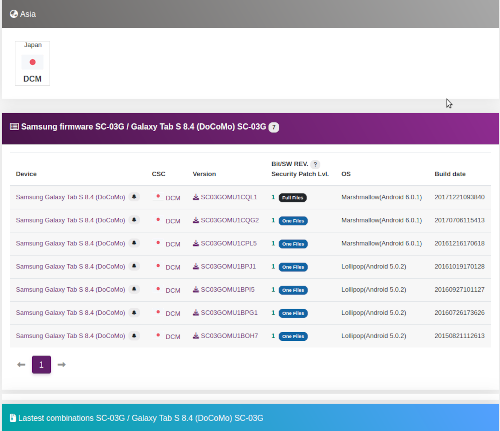 Asia
Japan
DCM
Samsung firmware SC-03G / Galaxy Tab S 8.4 (DoCoMo) SC-03G ?
Device CSC Version Bit/SW REV. ? Security Patch Lvl. OS Build date
Samsung Galaxy Tab S 8.4 (DoCoMo) DCM SC03GOMU1CQL1 1 Full Files Marshmallow(Android 6.0.1) 20171221093840
Samsung Galaxy Tab S 8.4 (DoCoMo) DCM SC03GOMU1CQG2 1 One Files Marshmallow(Android 6.0.1) 20170706115413
Samsung Galaxy Tab S 8.4 (DoCoMo) DCM SC03GOMU1CPL5 1 One Files Marshmallow(Android 6.0.1) 20161216170618
Samsung Galaxy Tab S 8.4 (DoCoMo) DCM SC03GOMU1BPJ1 1 One Files Lollipop(Android 5.0.2) 20161019170128
Samsung Galaxy Tab S 8.4 (DoCoMo) DCM SC03GOMU1BPI5 1 One Files Lollipop(Android 5.0.2) 20160927101127
Samsung Galaxy Tab S 8.4 (DoCoMo) DCM SC03GOMU1BPG1 1 One Files Lollipop(Android 5.0.2) 20160726173626
Samsung Galaxy Tab S 8.4 (DoCoMo) DCM SC03GOMU1BOH7 1 One Files Lollipop(Android 5.0.2) 20150821112613
1
Lastest combinations SC-03G / Galaxy Tab S 8.4 (DoCoMo) SC-03G